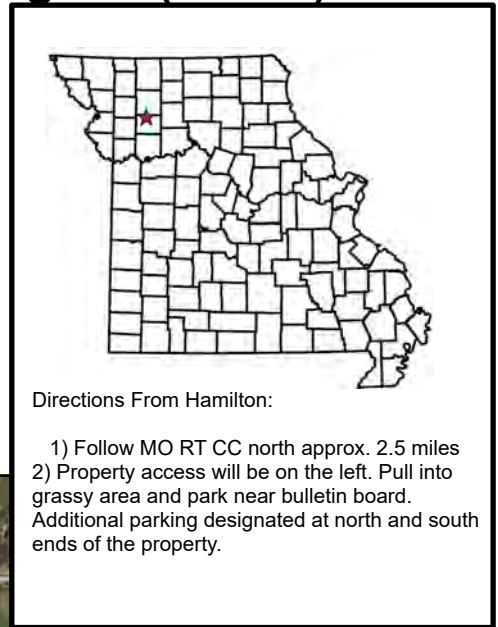 Directions From Hamilton:
1) Follow MO RT CC north approx. 2.5 miles
2) Property access will be on the left. Pull into
grassy area and park near bulletin board.
Additional parking designated at north and south
ends of the property.